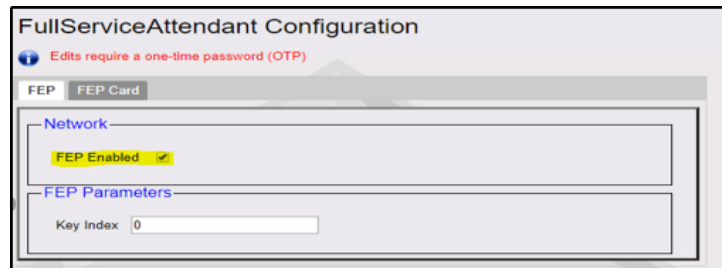 FullServiceAttendant Configuration
Edits require a one-time password (OTP)
FEP FEP Card
Network
FEP Enabled
FEP Parameters
Key Index 0